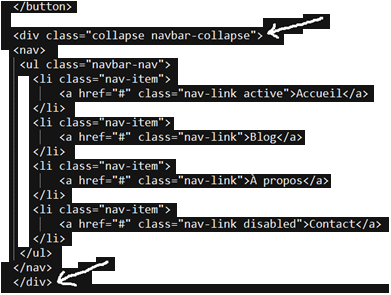 </button>
<div class="collapse navbar-collapse">
<nav>
<ul class="navbar-nav">
<li class="nav-item">
<a href="#" class="nav-link active">Accueil</a>
</li>
<li class="nav-item">
<a href="#" class="nav-link">Blog</a>
</li>
<li class="nav-item">
<a href="#" class="nav-link">À propos</a>
</li>
<li class="nav-item">
<a href="#" class="nav-link disabled">Contact</a>
</li>
</ul>
</nav>
</div>